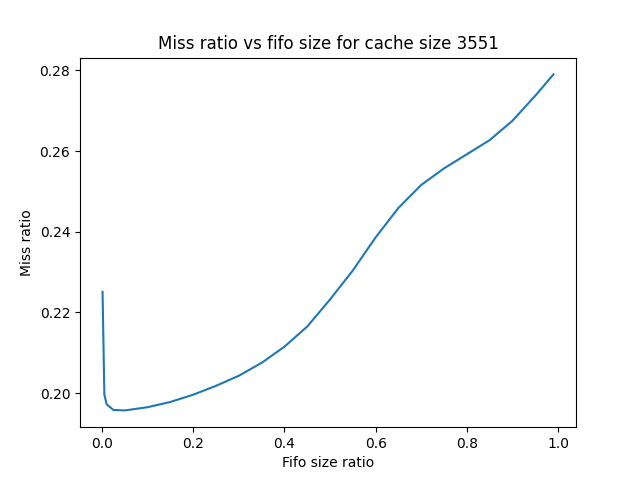 Miss ratio vs fifo size for cache size 3551
0.28
0.26
0.24
0.22
0.20
Miss ratio
0.0 0.2 0.4 0.6 0.8 1.0
Fifo size ratio